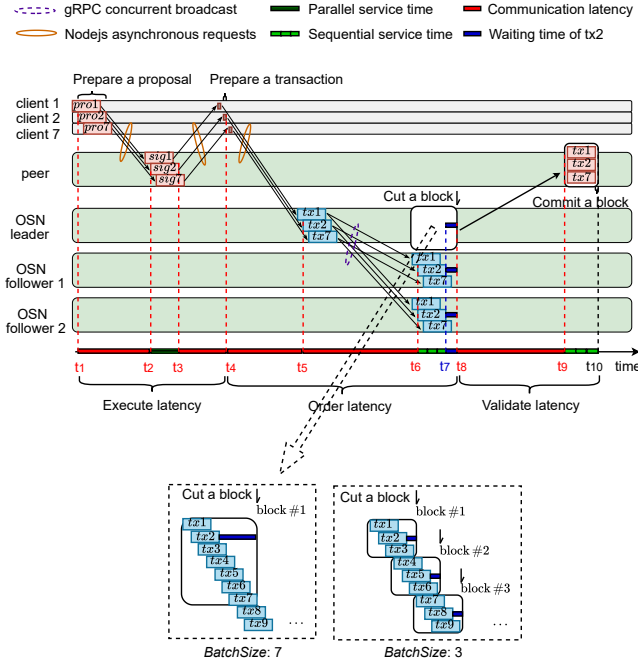 gRPC concurrent broadcast
Parallel service time
Communication latency
Nodejs asynchronous requests
Sequential service time
Waiting time of tx2
Prepare a proposal
Prepare a transaction
client 1
pro1
client 2
pro2
client 7
pro7
sig1
sig2
sig7
peer
tx1
tx2
tx7
Cut a block
Commit a block
OSN
leader
tx1
tx2
tx7
OSN
follower 1
tx1
tx2
tx7
OSN
follower 2
tx1
tx2
tx7
t1
t2
t3
t4
t5
t6
t7
t8
t9
t10
time
Execute latency
Order latency
Validate latency
Cut a block
block #1
tx1
tx2
tx3
tx4
tx5
tx6
tx7
tx8
tx9
...
BatchSize: 7
Cut a block
block #1
tx1
tx2
tx3
block #2
tx4
tx5
tx6
block #3
tx7
tx8
tx9
...
BatchSize: 3